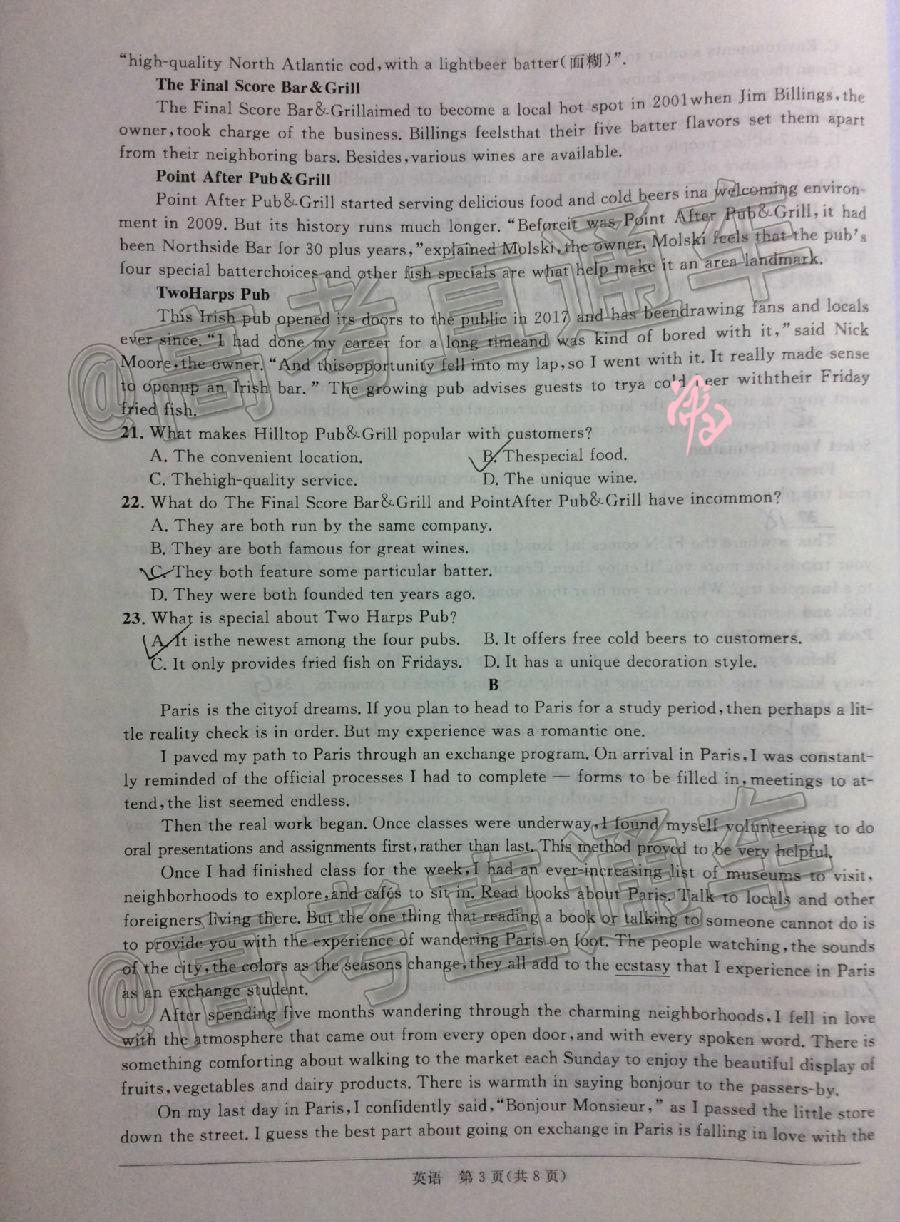 “high-quality North Atlantic cod,with a lightbeer batter(面糊)”.
The Final Score Bar&Grill
The Final Score Bar&Grillaimed to become a local hot spot in 2001when Jim Billings,the
owner,took charge of the business. Billings feelsthat their five batter flavors set them apart
from their neighboring bars. Besides,various wines are available.
Point After Pub&Grill
Point After Pub&Grill started serving delicious food and cold beers ina welcoming environ-
ment in 2009. But its history runs much longer. “Beforeit was Point After Pub&Grill,it had
been Northside Bar for 30 plus years,”explained Molski,the owner. Molski feels that the pub’s
four special batterchoices and other fish specials are what help make it an area landmark.
TwoHarps Pub
This Irish pub opened its doors to the public in 2017 and has beendrawing fans and locals
ever since. “I had done my career for a long timeand was kind of bored with it,” said Nick
Moore,the owner. “And thisopportunity fell into my lap,so I went with it. It really made sense
to openup an Irish bar.” The growing pub advises guests to trya cold beer withtheir Friday
fried fish.
21. What makes Hilltop Pub&Grill popular with customers?
A. The convenient location. B. Thespecial food.
C. Thehigh-quality service. D. The unique wine.
22. What do The Final Score Bar&Grill and PointAfter Pub&Grill have incommon?
A. They are both run by the same company.
B. They are both famous for great wines.
C. They both feature some particular batter.
D. They were both founded ten years ago.
23. What is special about Two Harps Pub?
A. It isthe newest among the four pubs. B. It offers free cold beers to customers.
C. It only provides fried fish on Fridays. D. It has a unique decoration style.
B
Paris is the cityof dreams. If you plan to head to Paris for a study period,then perhaps a lit-
tle reality check is in order. But my experience was a romantic one.
I paved my path to Paris through an exchange program. On arrival in Paris,I was constant-
ly reminded of the official processes I had to complete — forms to be filled in,meetings to at-
tend,the list seemed endless.
Then the real work began. Once classes were underway,I found myself volunteering to do
oral presentations and assignments first,rather than last. This method proved to be very helpful.
Once I had finished class for the week,I had an ever-increasing list of museums to visit,
neighborhoods to explore,and cafés to sit in. Read books about Paris. Talk to locals and other
foreigners living there. But the one thing that reading a book or talking to someone cannot do is
to provide you with the experience of wandering Paris on foot. The people watching,the sounds
of the city,the colors as the seasons change,they all add to the ecstasy that I experience in Paris
as an exchange student.
After spending five months wandering through the charming neighborhoods,I fell in love
with the atmosphere that came out from every open door,and with every spoken word. There is
something comforting about walking to the market each Sunday to enjoy the beautiful display of
fruits,vegetables and dairy products. There is warmth in saying bonjour to the passers-by.
On my last day in Paris,I confidently said,“Bonjour Monsieur,” as I passed the little store
down the street. I guess the best part about going on exchange in Paris is falling in love with the
英语 第 3 页(共 8 页)
@高考直通车
@高考直通车